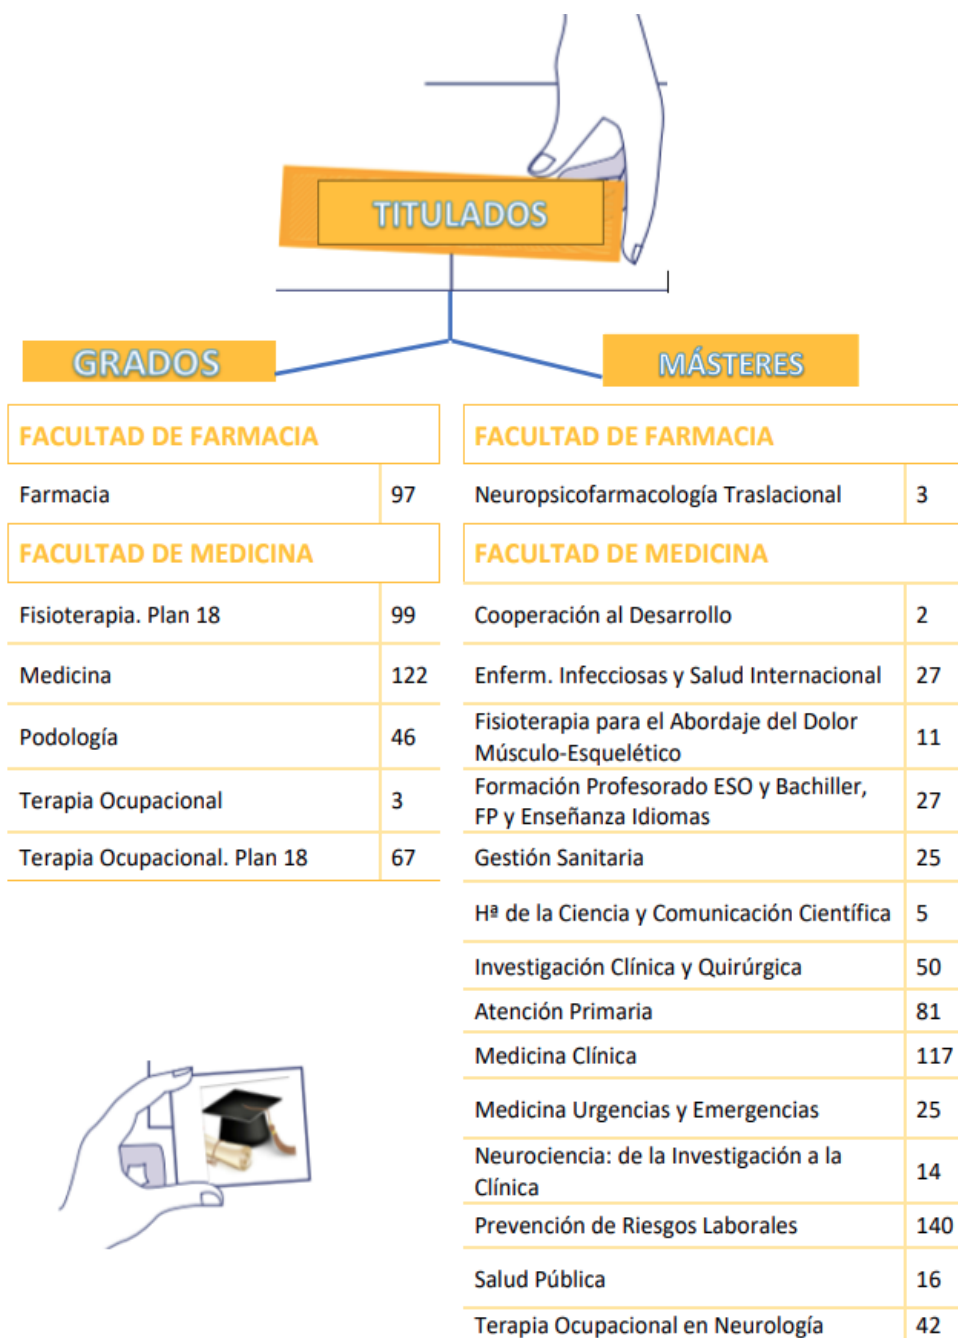 TITULADOS
GRADOS
MÁSTERES
FACULTAD DE FARMACIA
Farmacia 97
FACULTAD DE MEDICINA
Fisioterapia. Plan 18 99
Medicina 122
Podología 46
Terapia Ocupacional 3
Terapia Ocupacional. Plan 18 67
FACULTAD DE FARMACIA
Neuropsicofarmacología Traslacional 3
FACULTAD DE MEDICINA
Cooperación al Desarrollo 2
Enferm. Infecciosas y Salud Internacional 27
Fisioterapia para el Abordaje del Dolor
Músculo-Esquelético 11
Formación Profesorado ESO y Bachiller,
FP y Enseñanza Idiomas 27
Gestión Sanitaria 25
Hª de la Ciencia y Comunicación Científica 5
Investigación Clínica y Quirúrgica 50
Atención Primaria 81
Medicina Clínica 117
Medicina Urgencias y Emergencias 25
Neurociencia: de la Investigación a la
Clínica 14
Prevención de Riesgos Laborales 140
Salud Pública 16
Terapia Ocupacional en Neurología 42